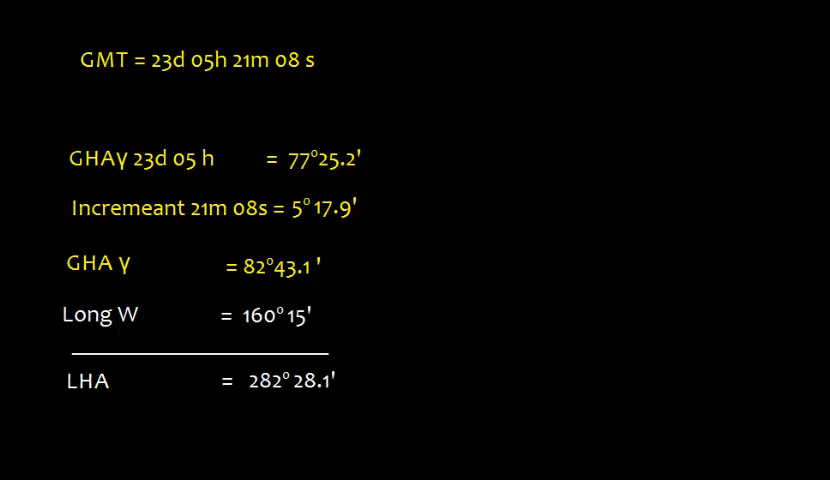 GMT = 23d 05h 21m 08 s
GHAγ 23d 05 h = 77°25.2'
Incremeant 21m 08s = 5° 17.9'
GHA γ = 82°43.1 '
Long W = 160° 15'
LHA = 282° 28.1'